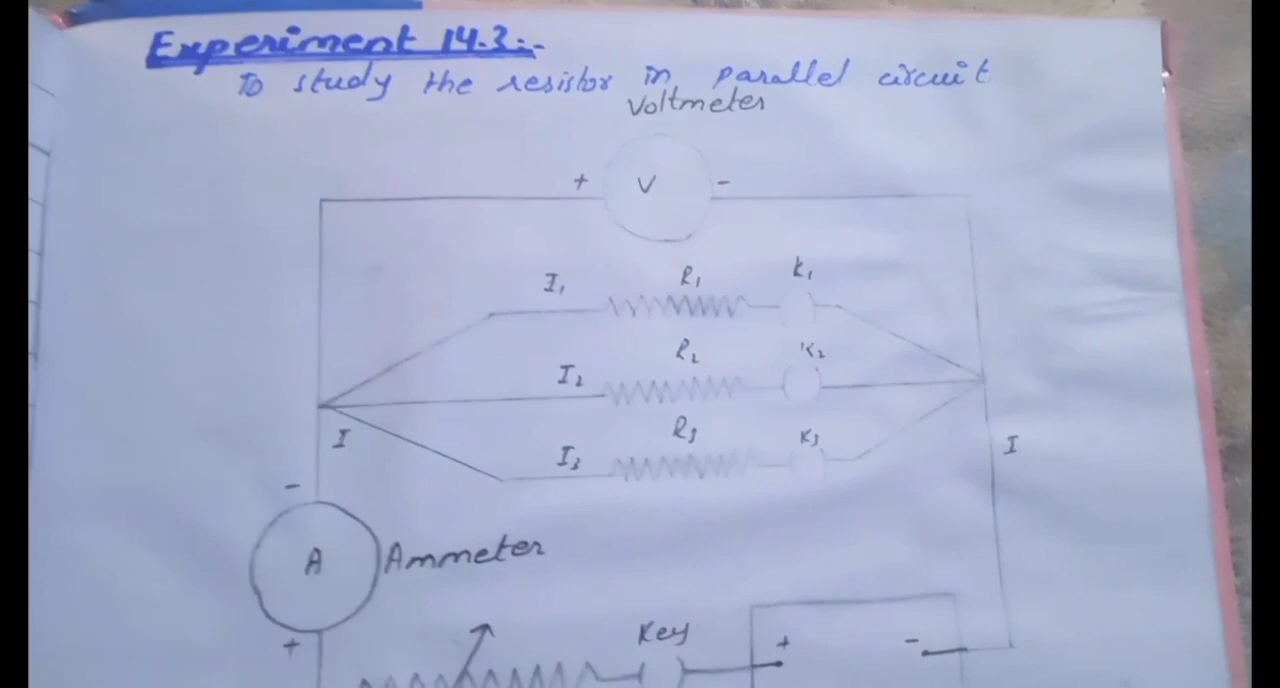 Experiment 14.3:-
To study the resistor in parallel circuit
Voltmeter
+ V -
I1 R1 K1
I2 R2 K2
I3 R3 K3
I I
-
A Ammeter
+ Key + -